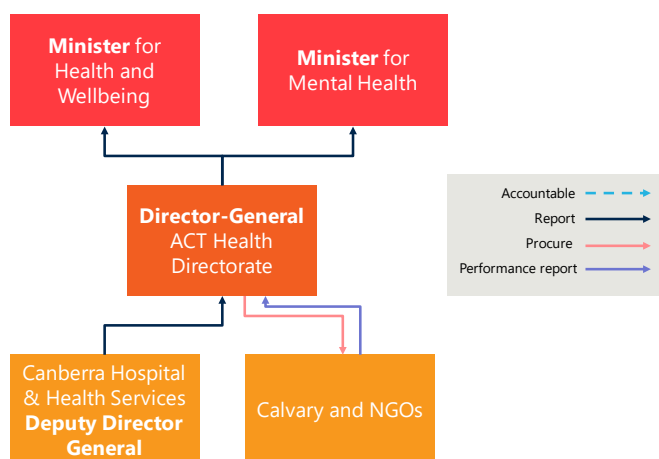 Minister for
Health and
Wellbeing
Minister for
Mental Health
Director-General
ACT Health
Directorate
Accountable
Report
Procure
Performance report
Canberra Hospital
& Health Services
Deputy Director
General
Calvary and NGOs